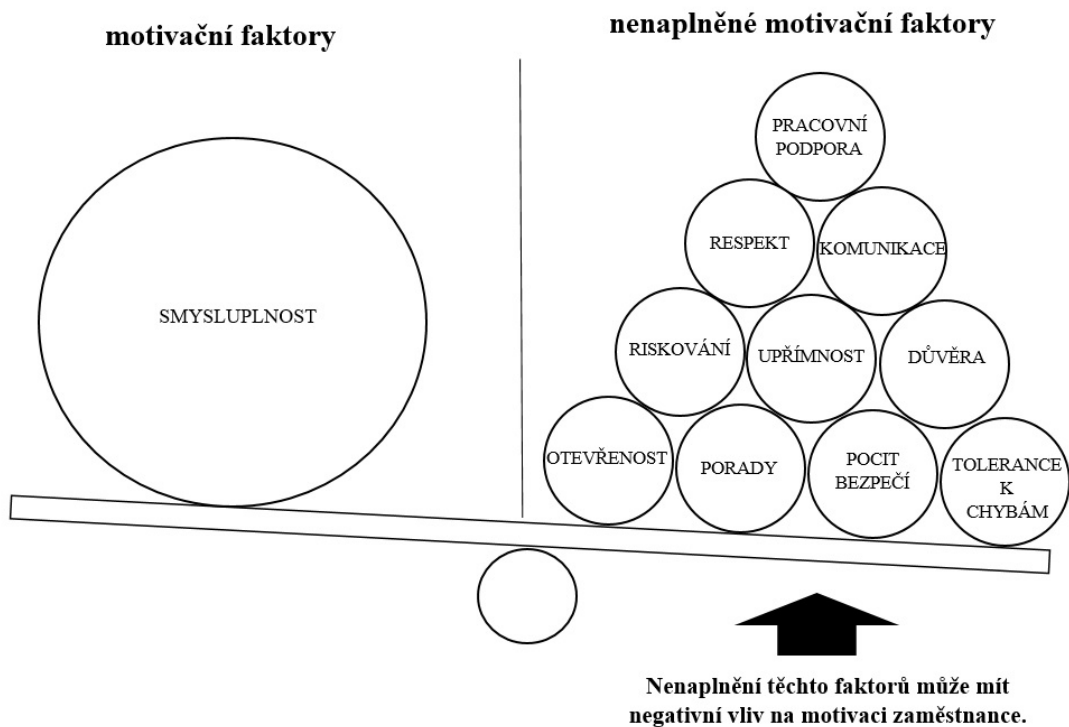 motivační faktory
nenaplněné motivační faktory
SMYSLUPLNOST
PRACOVNÍ
PODPORA
RESPEKT
KOMUNIKACE
RISKOVÁNÍ
UPŘÍMNOST
DŮVĚRA
OTEVŘENOST
PORADY
POCIT
BEZPEČÍ
TOLERANCE
K
CHYBÁM
Nenaplnění těchto faktorů může mít
negativní vliv na motivaci zaměstnance.